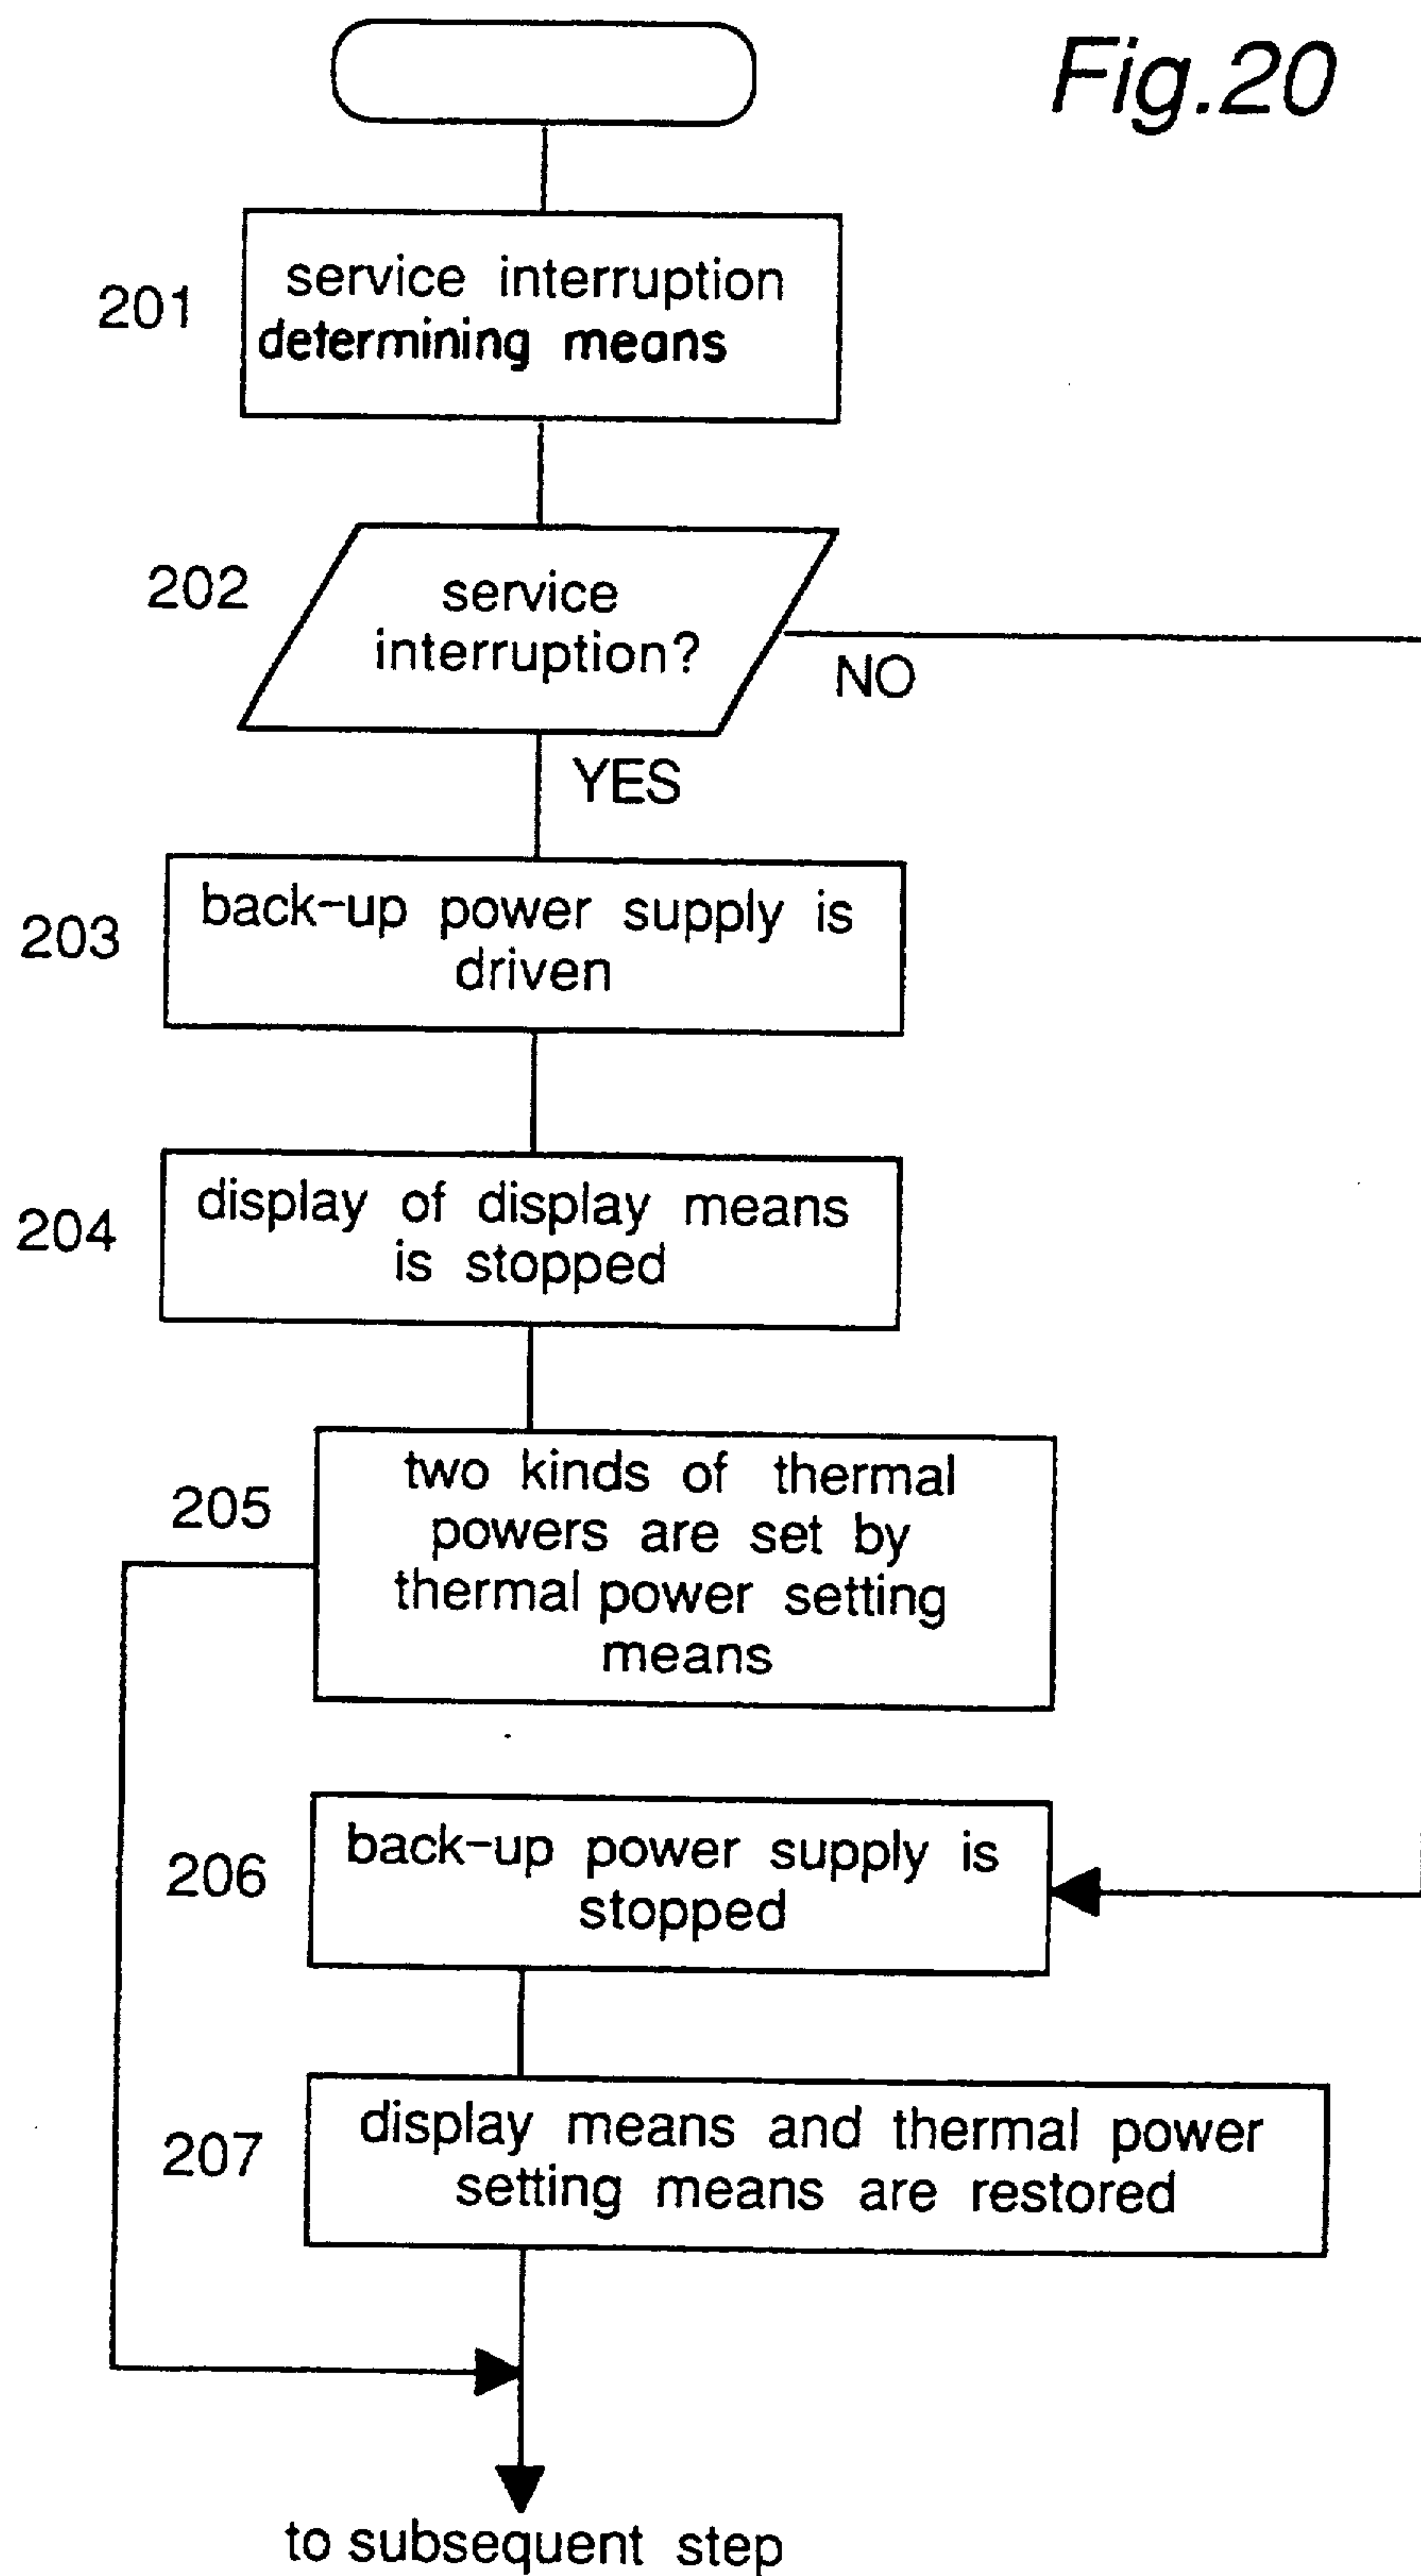 Fig.20
201
service interruption
determining means
202
service
interruption?
NO
YES
203
back-up power supply is
driven
204
display of display means
is stopped
205
two kinds of thermal
powers are set by
thermal power setting
means
206
back-up power supply is
stopped
207
display means and thermal power
setting means are restored
to subsequent step